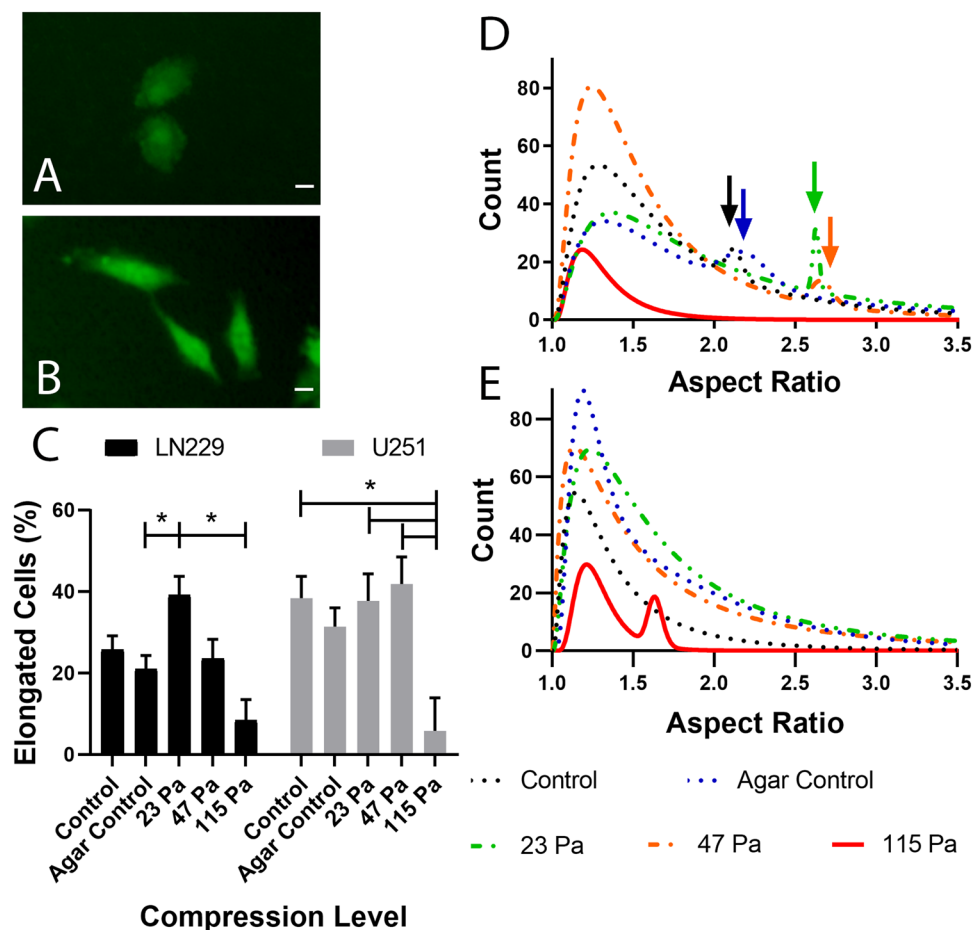 A
B
C
LN229
U251
*
*
*
Elongated Cells (%)
60
40
20
0
Control
Agar Control
23 Pa
47 Pa
115 Pa
Control
Agar Control
23 Pa
47 Pa
115 Pa
Compression Level
D
Count
80
60
40
20
0
1.0 1.5 2.0 2.5 3.0 3.5
Aspect Ratio
E
Count
80
60
40
20
0
1.0 1.5 2.0 2.5 3.0 3.5
Aspect Ratio
Control Agar Control
23 Pa 47 Pa 115 Pa